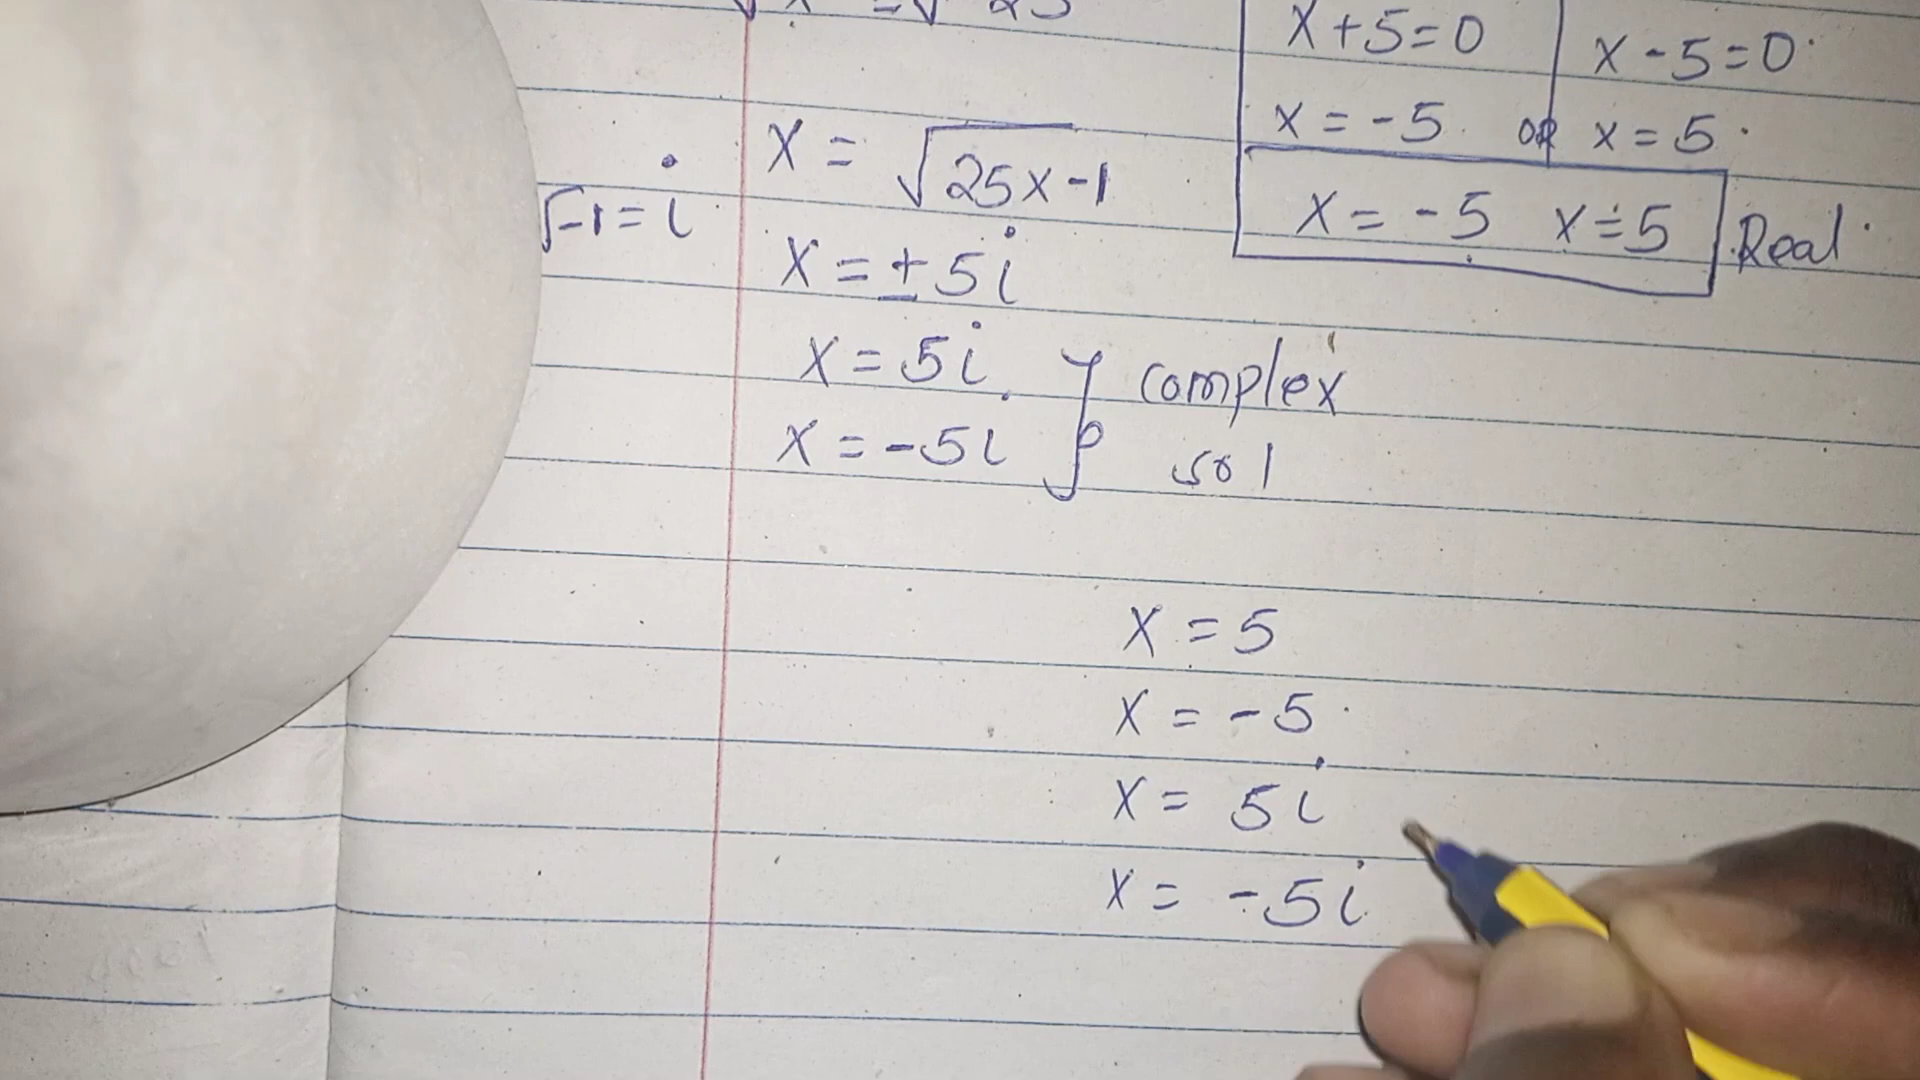 x + 5 = 0
x - 5 = 0
x = -5 OR x = 5
x = -5 x = 5 Real
x = √25x-1
√-1 = i
x = ± 5i
x = 5i
x = -5i
complex
sol
x = 5
x = -5
x = 5i
x = -5i